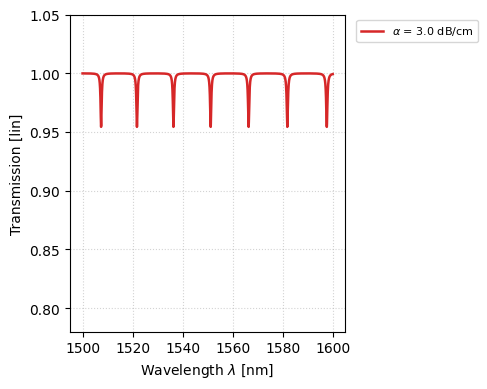 1.05
1.00
0.95
0.90
0.85
0.80
Transmission [lin]
1500 1520 1540 1560 1580 1600
Wavelength λ [nm]
α = 3.0 dB/cm